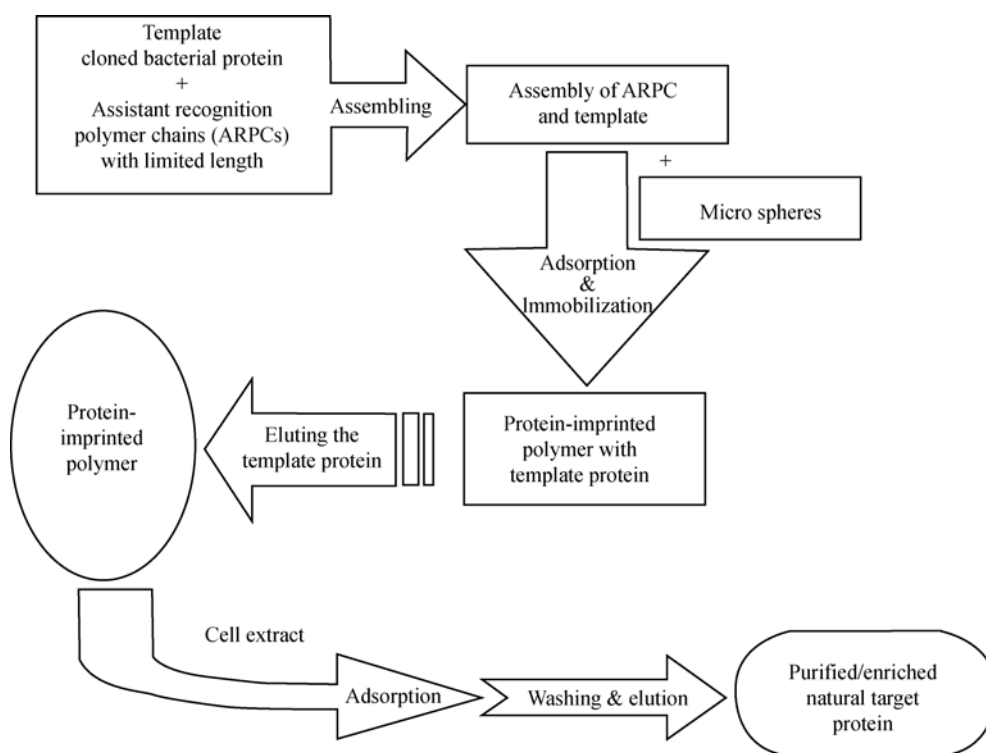 Template
cloned bacterial protein
+
Assistant recognition
polymer chains (ARPCs)
with limited length
Assembling
Assembly of ARPC
and template
+
Micro spheres
Adsorption
&
Immobilization
Protein-imprinted
polymer with
template protein
Eluting the
template protein
Protein-
imprinted
polymer
Cell extract
Adsorption
Washing & elution
Purified/enriched
natural target
protein